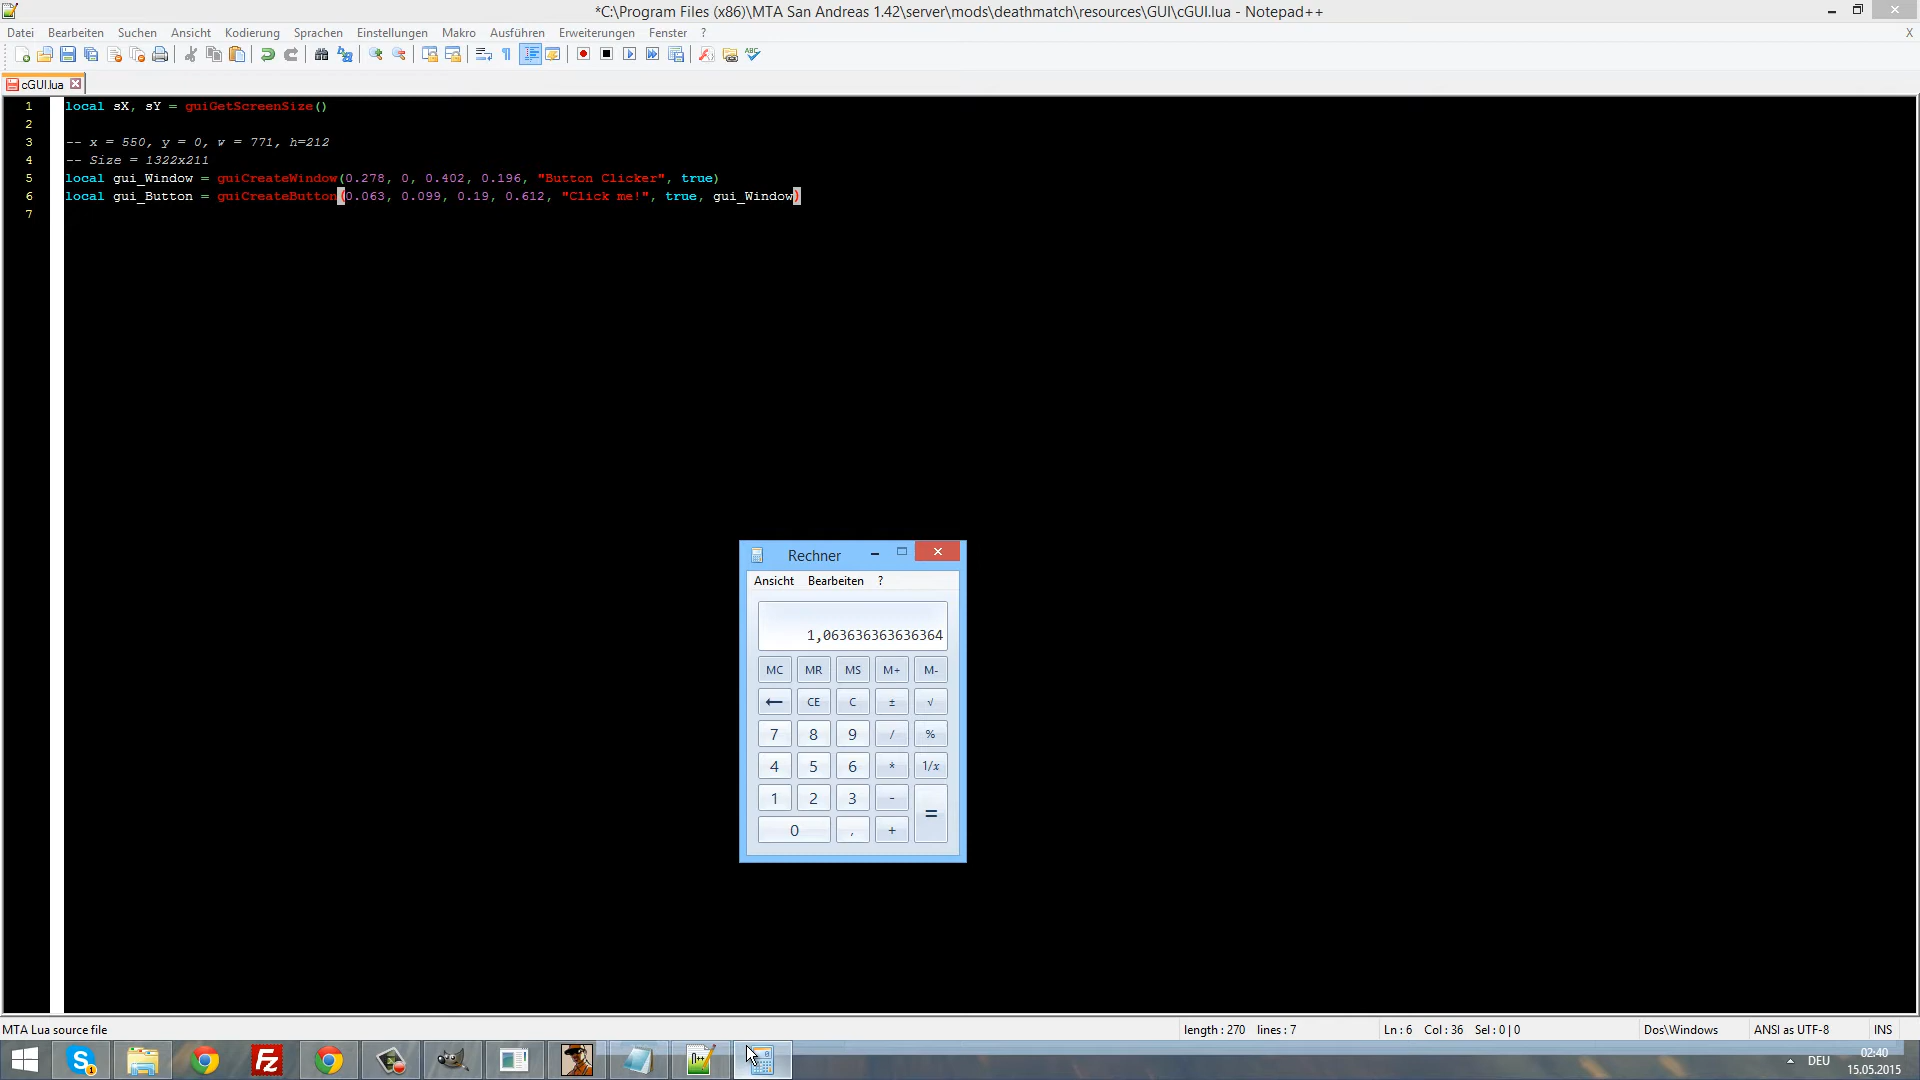 *C:\Program Files (x86)\MTA San Andreas 1.42\server\mods\deathmatch\resources\GUI\cGUI.lua - Notepad++
Datei Bearbeiten Suchen Ansicht Kodierung Sprachen Einstellungen Makro Ausführen Erweiterungen Fenster ? X
cGUI.lua
1 local sX, sY = guiGetScreenSize()
2
3 -- x = 550, y = 0, w = 771, h=212
4 -- Size = 1322x211
5 local gui_Window = guiCreateWindow(0.278, 0, 0.402, 0.196, "Button Clicker", true)
6 local gui_Button = guiCreateButton(0.063, 0.099, 0.19, 0.612, "Click me!", true, gui_Window)
7
Rechner
Ansicht Bearbeiten ?
1,063636363636364
MC MR MS M+ M-
← CE C ± √
7 8 9 / %
4 5 6 * 1/x
1 2 3 - =
0 , +
MTA Lua source file length : 270 lines : 7 Ln : 6 Col : 36 Sel : 0 | 0 Dos\Windows ANSI as UTF-8 INS
DEU 02:40
15.05.2015